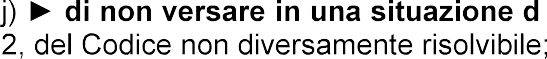 j) ► di non versare in una situazione d
2, del Codice non diversamente risolvibile;